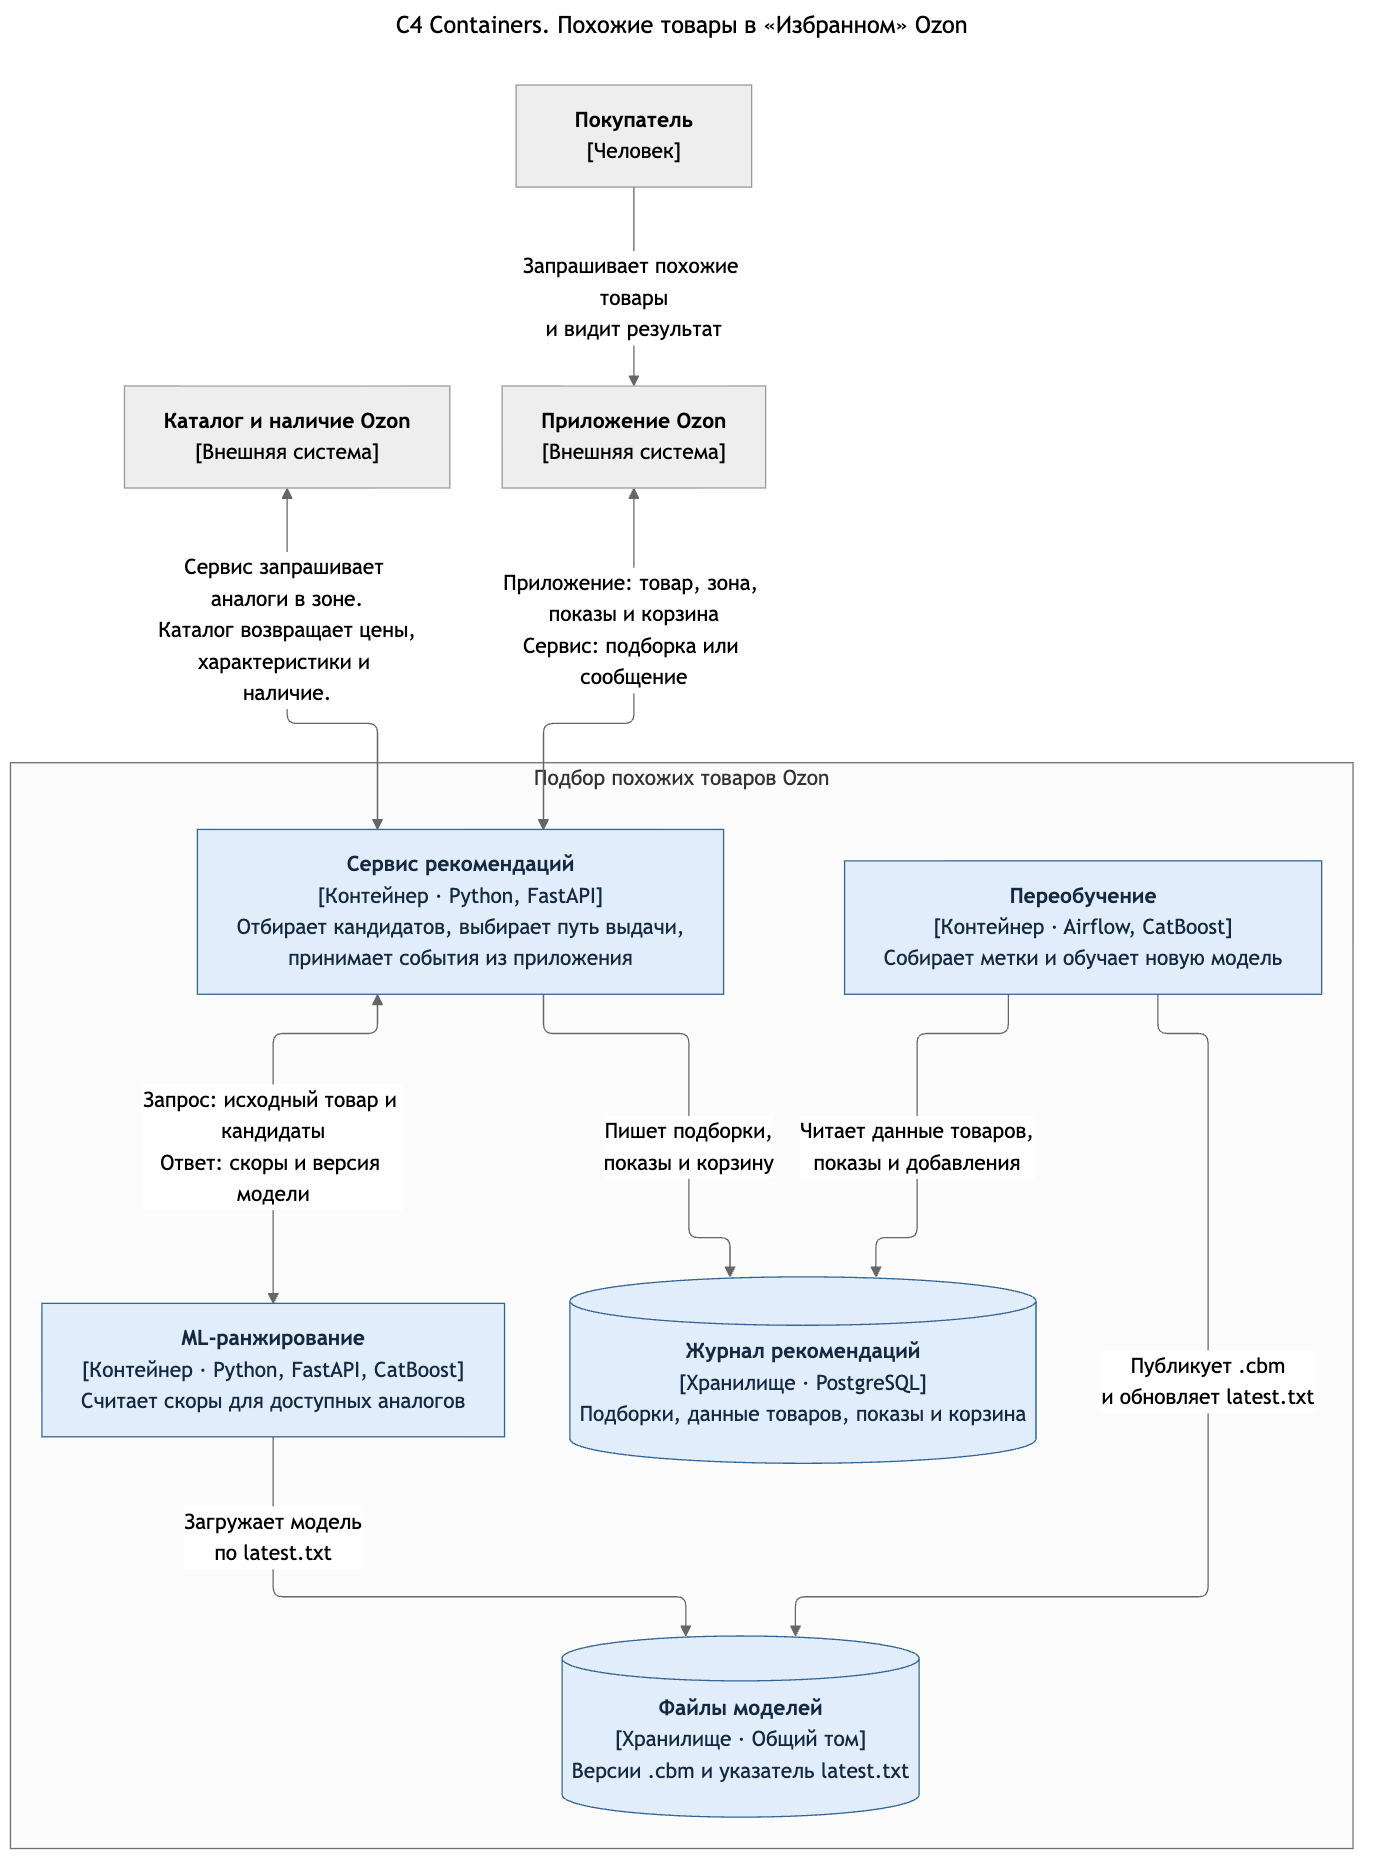 C4 Containers. Похожие товары в «Избранном» Ozon
Покупатель
[Человек]
Запрашивает похожие
товары
и видит результат
Каталог и наличие Ozon
[Внешняя система]
Приложение Ozon
[Внешняя система]
Сервис запрашивает
аналоги в зоне.
Каталог возвращает цены,
характеристики и
наличие.
Приложение: товар, зона,
показы и корзина
Сервис: подборка или
сообщение
Подбор похожих товаров Ozon
Сервис рекомендаций
[Контейнер · Python, FastAPI]
Отбирает кандидатов, выбирает путь выдачи,
принимает события из приложения
Переобучение
[Контейнер · Airflow, CatBoost]
Собирает метки и обучает новую модель
Запрос: исходный товар и
кандидаты
Ответ: скоры и версия
модели
Пишет подборки,
показы и корзину
Читает данные товаров,
показы и добавления
ML-ранжирование
[Контейнер · Python, FastAPI, CatBoost]
Считает скоры для доступных аналогов
Журнал рекомендаций
[Хранилище · PostgreSQL]
Подборки, данные товаров, показы и корзина
Публикует .cbm
и обновляет latest.txt
Загружает модель
по latest.txt
Файлы моделей
[Хранилище · Общий том]
Версии .cbm и указатель latest.txt